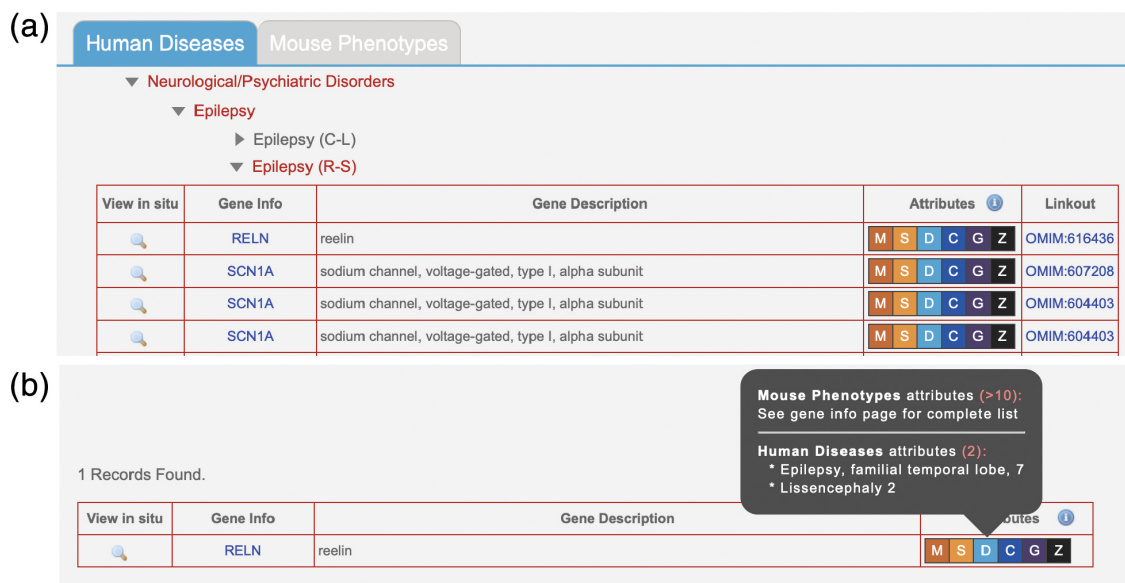 (a)
Human Diseases Mouse Phenotypes
Neurological/Psychiatric Disorders
Epilepsy
Epilepsy (C-L)
Epilepsy (R-S)
View in situ Gene Info Gene Description Attributes i Linkout
RELN reelin M S D C G Z OMIM:616436
SCN1A sodium channel, voltage-gated, type I, alpha subunit M S D C G Z OMIM:607208
SCN1A sodium channel, voltage-gated, type I, alpha subunit M S D C G Z OMIM:604403
SCN1A sodium channel, voltage-gated, type I, alpha subunit M S D C G Z OMIM:604403
(b)
Mouse Phenotypes attributes (>10):
See gene info page for complete list
Human Diseases attributes (2):
* Epilepsy, familial temporal lobe, 7
* Lissencephaly 2
1 Records Found.
View in situ Gene Info Gene Description butes i
RELN reelin M S D C G Z